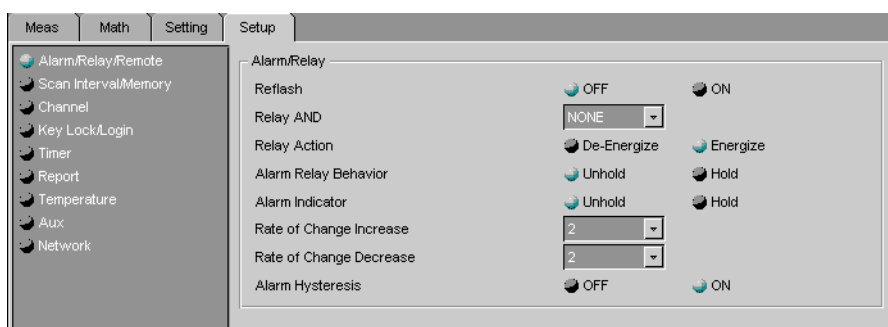 Meas Math Setting Setup
Alarm/Relay/Remote
Scan Interval/Memory
Channel
Key Lock/Login
Timer
Report
Temperature
Aux
Network
Alarm/Relay
Reflash OFF ON
Relay AND NONE
Relay Action De-Energize Energize
Alarm Relay Behavior Unhold Hold
Alarm Indicator Unhold Hold
Rate of Change Increase 2
Rate of Change Decrease 2
Alarm Hysteresis OFF ON